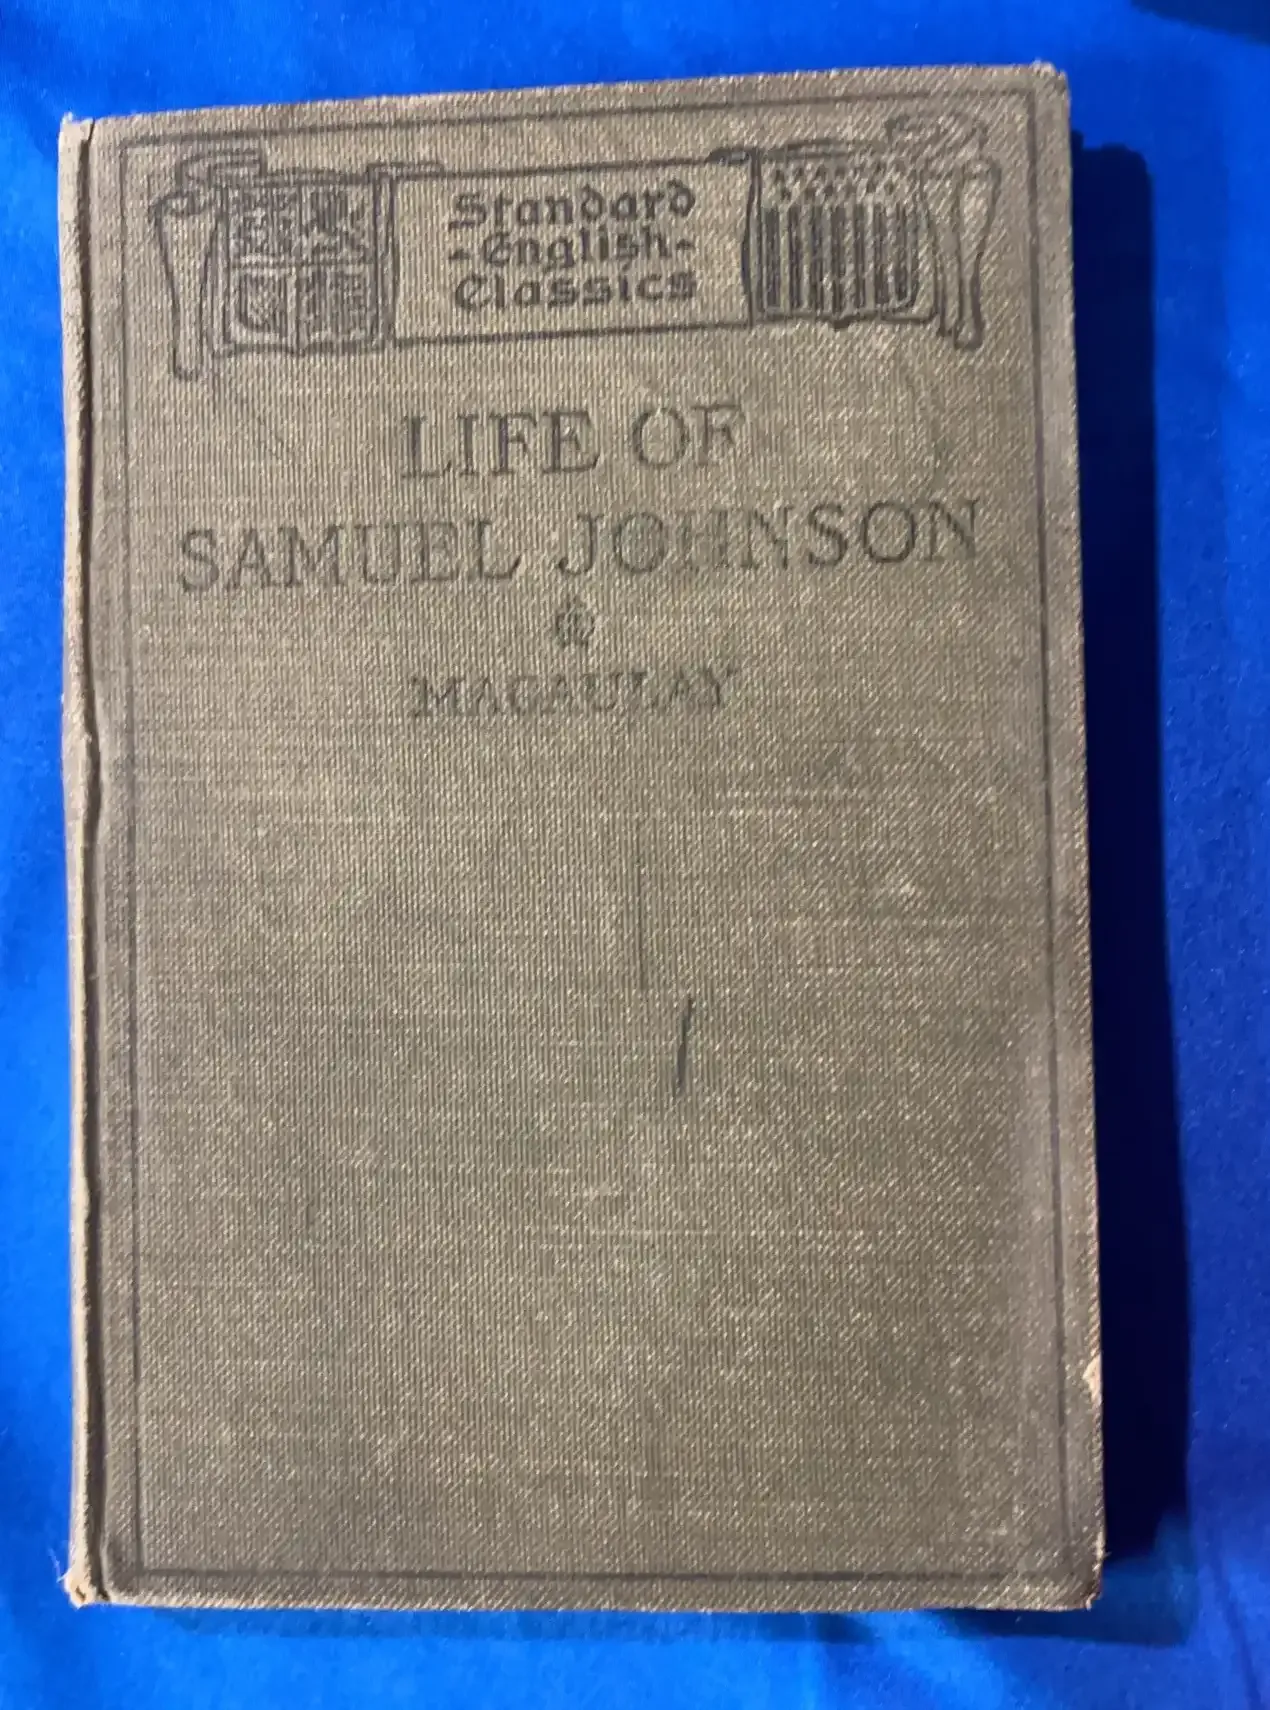 Standard
-English-
Classics
LIFE OF
SAMUEL JOHNSON
MACAULAY